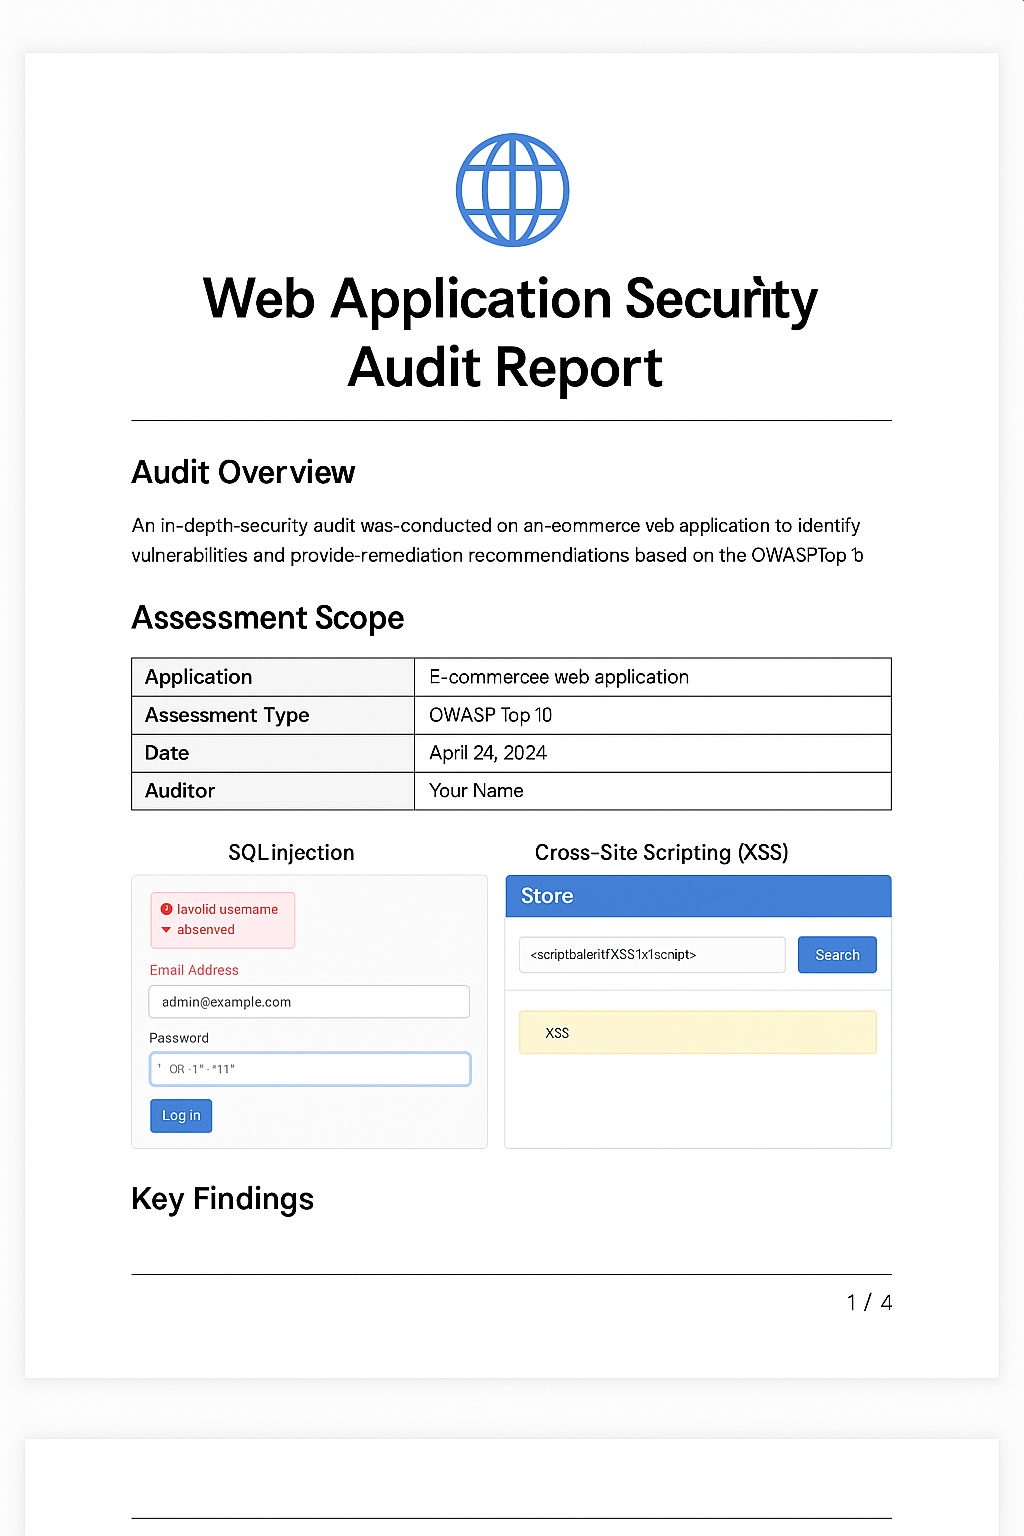 Web Application Security
Audit Report
Audit Overview
An in-depth-security audit was-conducted on an-eommerce veb application to identify
vulnerabilities and provide-remediation recommendiations based on the OWASPTop
Assessment Scope
Application E-commercee web application
Assessment Type OWASP Top 10
Date April 24, 2024
Auditor Your Name
SQLinjection
lavolid usemame
absenved
Email Address
admin@example.com
Password
' OR -1" - "11"
Log in
Cross-Site Scripting (XSS)
Store
<scriptbaleritfXSS1x1scnipt>
Search
XSS
Key Findings
1 / 4